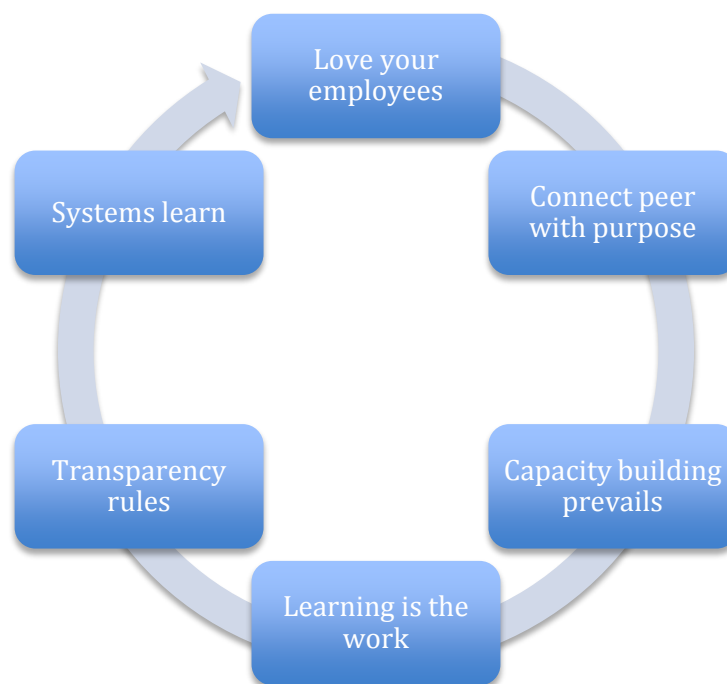 Love your
employees
Connect peer
with purpose
Capacity building
prevails
Learning is the
work
Transparency
rules
Systems learn